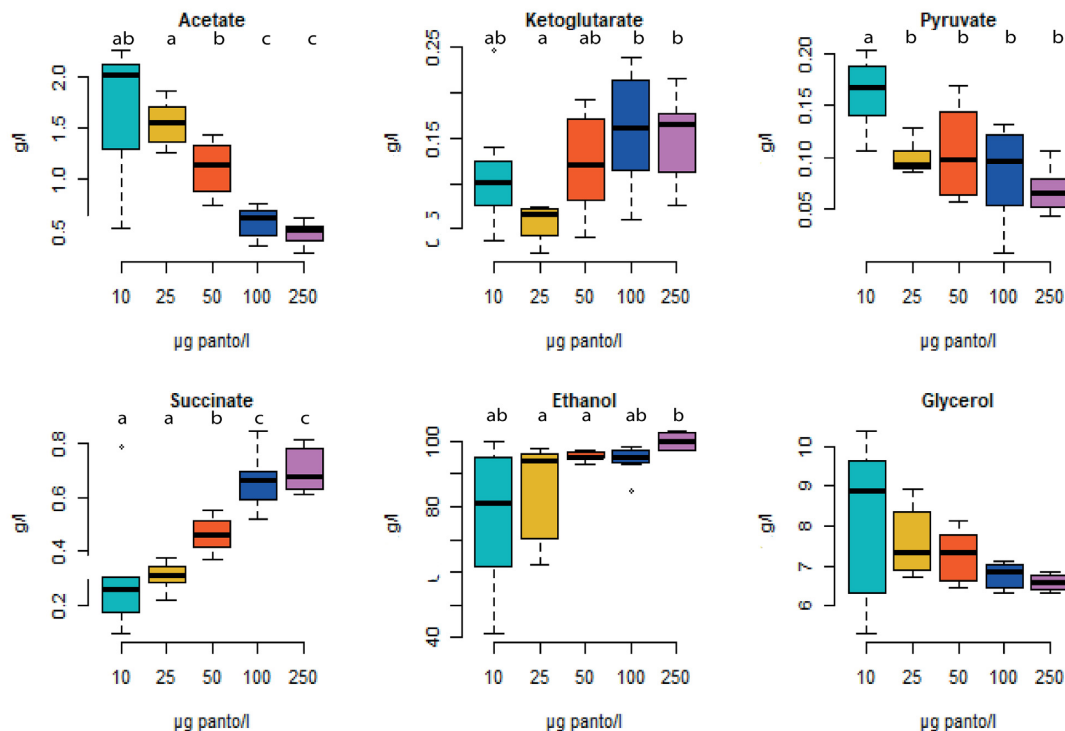 Acetate
ab a b c c
g/l
2.0
1.5
1.0
0.5
10 25 50 100 250
µg panto/l
Ketoglutarate
ab a ab b b
g/l
0.25
0.15
10 25 50 100 250
µg panto/l
Pyruvate
a b b b b
g/l
0.20
0.15
0.10
0.05
10 25 50 100 250
µg panto/l
Succinate
a a b c c
g/l
0.8
0.6
0.4
0.2
10 25 50 100 250
µg panto/l
Ethanol
ab a a ab b
g/l
100
80
40
10 25 50 100 250
µg panto/l
Glycerol
g/l
10
9
8
7
6
10 25 50 100 250
µg panto/l